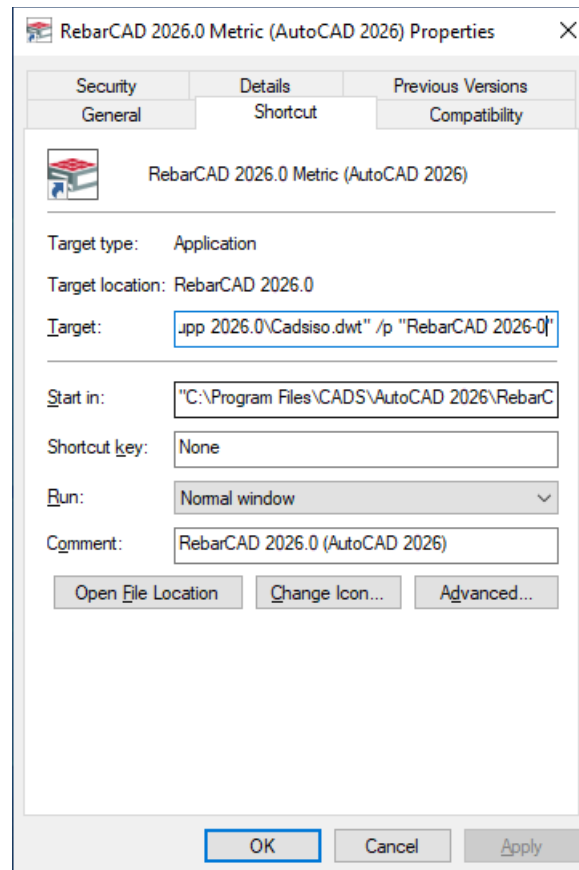 RebarCAD 2026.0 Metric (AutoCAD 2026) Properties
Security Details Previous Versions
General Shortcut Compatibility
RebarCAD 2026.0 Metric (AutoCAD 2026)
Target type: Application
Target location: RebarCAD 2026.0
Target: upp 2026.0\Cadsiso.dwt" /p "RebarCAD 2026-0"
Start in: "C:\Program Files\CADS\AutoCAD 2026\RebarC
Shortcut key: None
Run: Normal window
Comment: RebarCAD 2026.0 (AutoCAD 2026)
Open File Location Change Icon... Advanced...
OK Cancel Apply